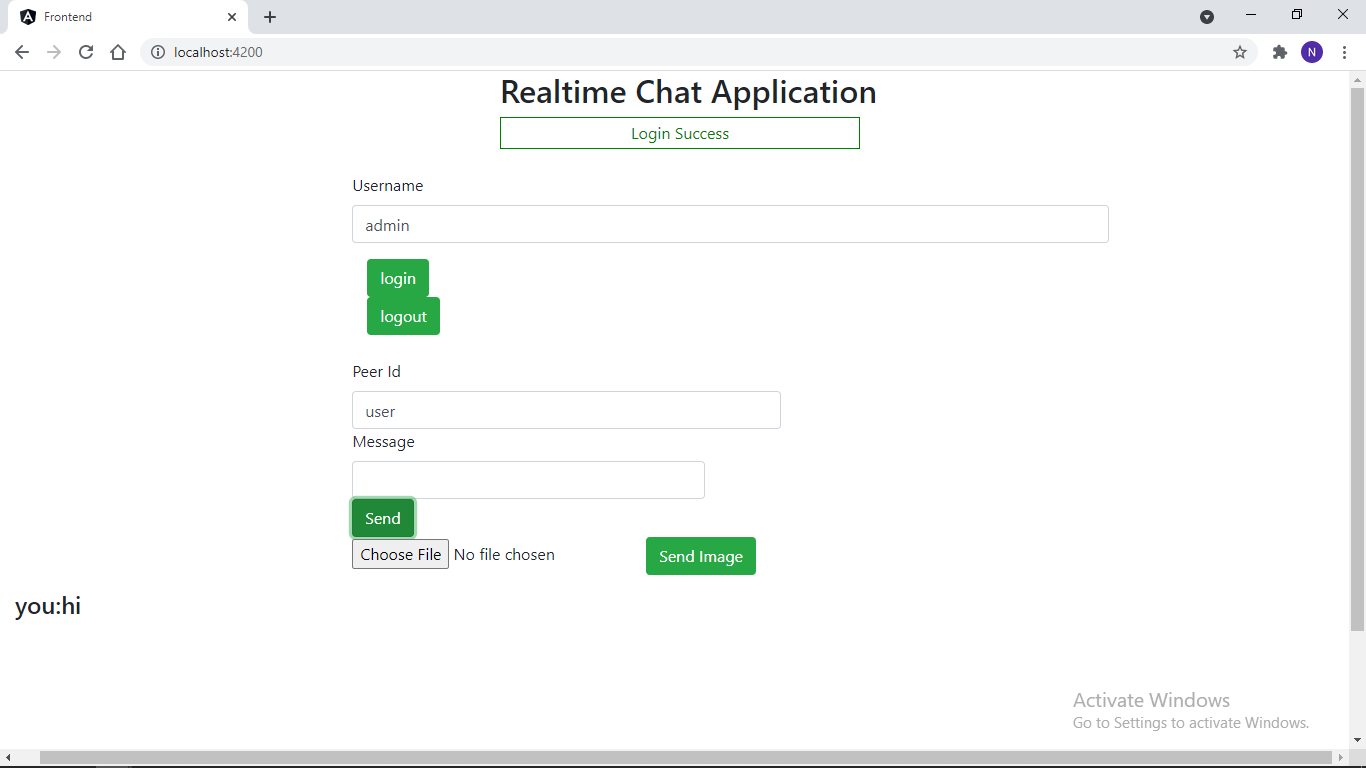 Frontend
localhost:4200
N
Realtime Chat Application
Login Success
Username
admin
login
logout
Peer Id
user
Message
Send
Choose File No file chosen
Send Image
you:hi
Activate Windows
Go to Settings to activate Windows.